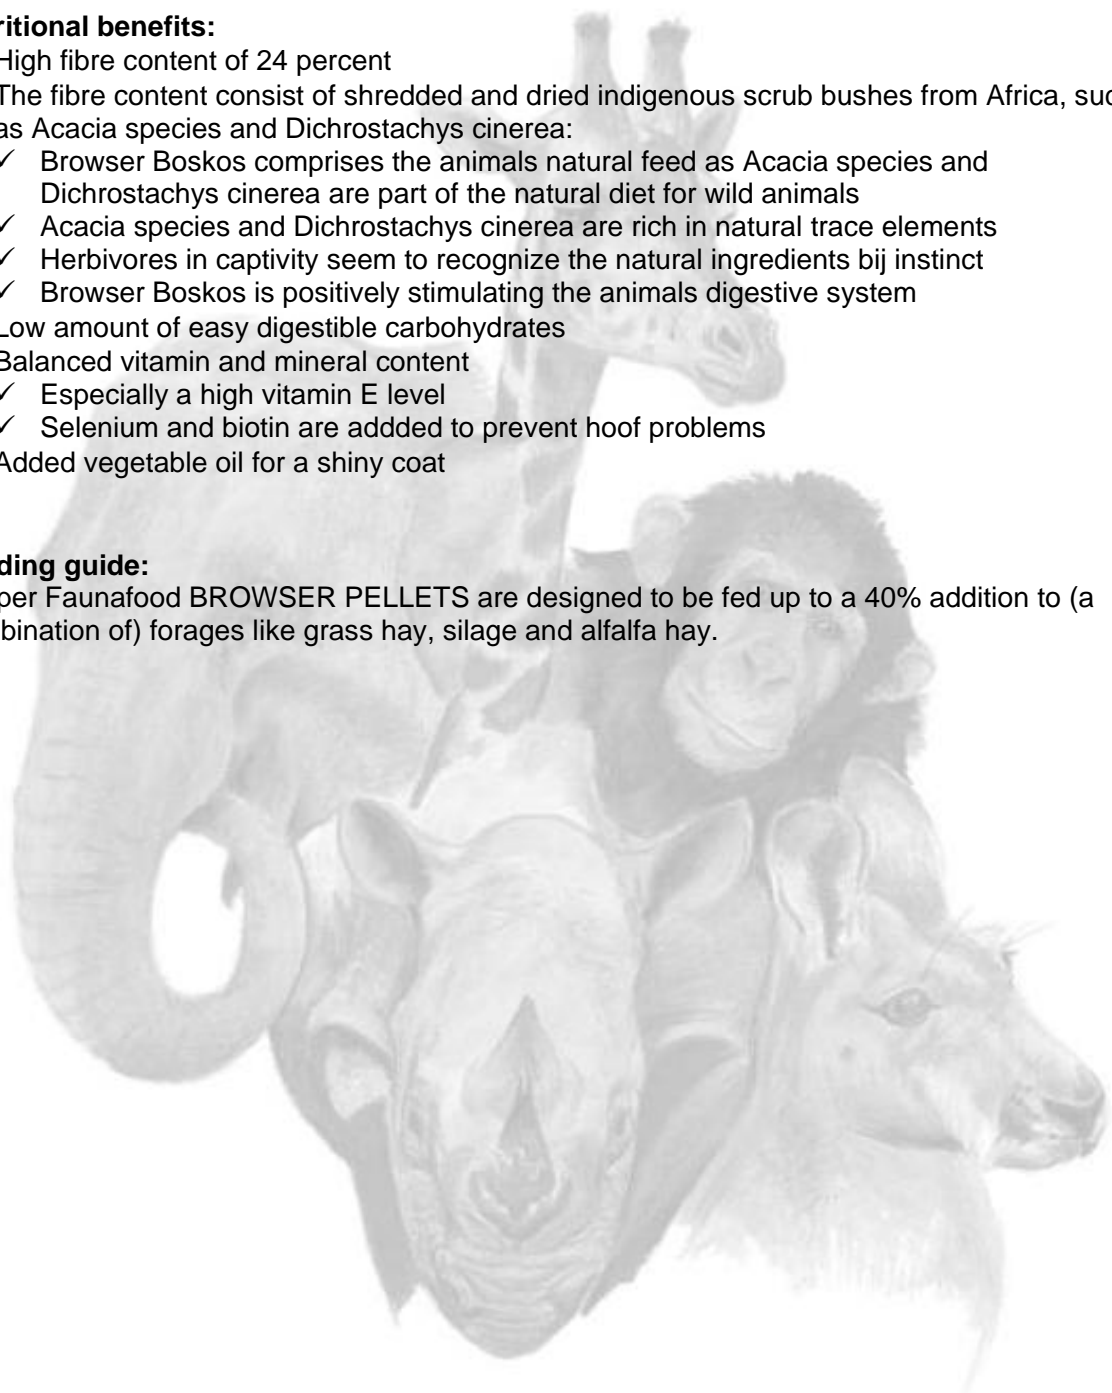 ritional benefits:
High fibre content of 24 percent
The fibre content consist of shredded and dried indigenous scrub bushes from Africa, suc
as Acacia species and Dichrostachys cinerea:
✓ Browser Boskos comprises the animals natural feed as Acacia species and
Dichrostachys cinerea are part of the natural diet for wild animals
✓ Acacia species and Dichrostachys cinerea are rich in natural trace elements
✓ Herbivores in captivity seem to recognize the natural ingredients bij instinct
✓ Browser Boskos is positively stimulating the animals digestive system
Low amount of easy digestible carbohydrates
Balanced vitamin and mineral content
✓ Especially a high vitamin E level
✓ Selenium and biotin are addded to prevent hoof problems
Added vegetable oil for a shiny coat
ding guide:
per Faunafood BROWSER PELLETS are designed to be fed up to a 40% addition to (a
bination of) forages like grass hay, silage and alfalfa hay.